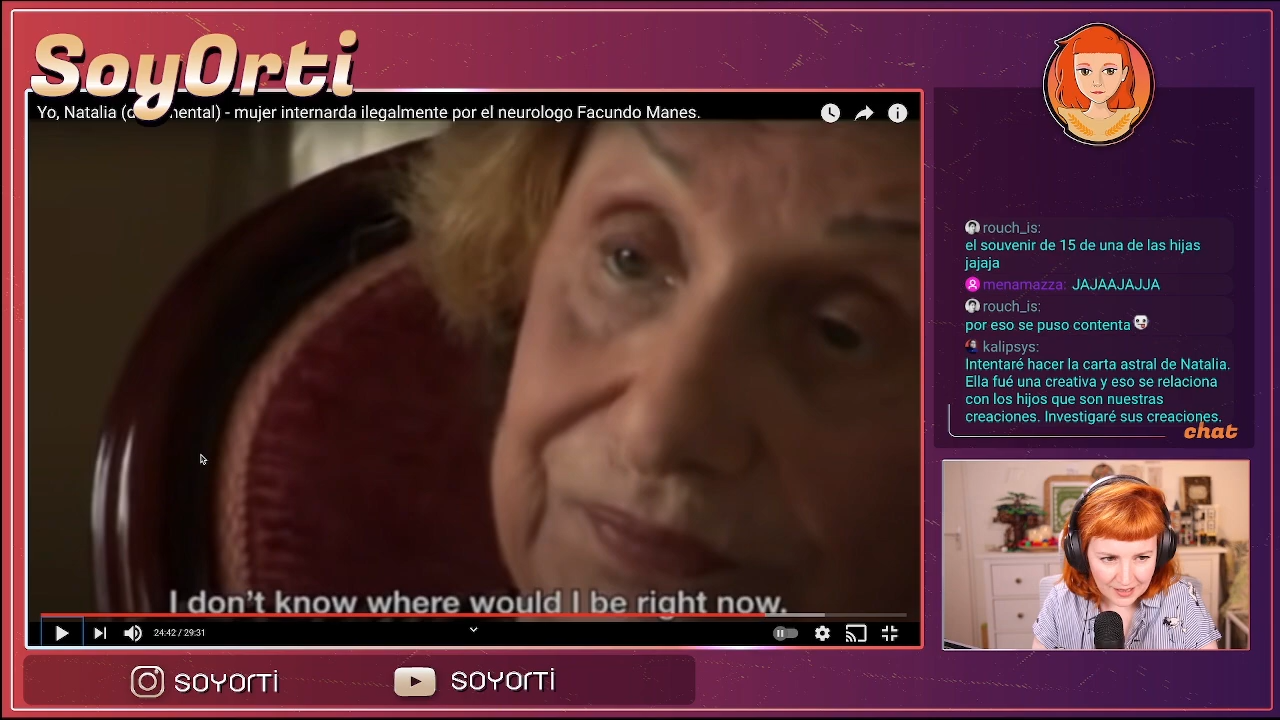 SoyOrti
Yo, Natalia (d mental) - mujer internarda ilegalmente por el neurologo Facundo Manes.
I don't know where would I be right now.
24:42 / 29:31
rouch_is:
el souvenir de 15 de una de las hijas
jajaja
menamazza: JAJAAJAJJA
rouch_is:
por eso se puso contenta
kalipsys:
Intentaré hacer la carta astral de Natalia.
Ella fué una creativa y eso se relaciona
con los hijos que son nuestras
creaciones. Investigaré sus creaciones.
chat
SOYORTi
SOYORTi